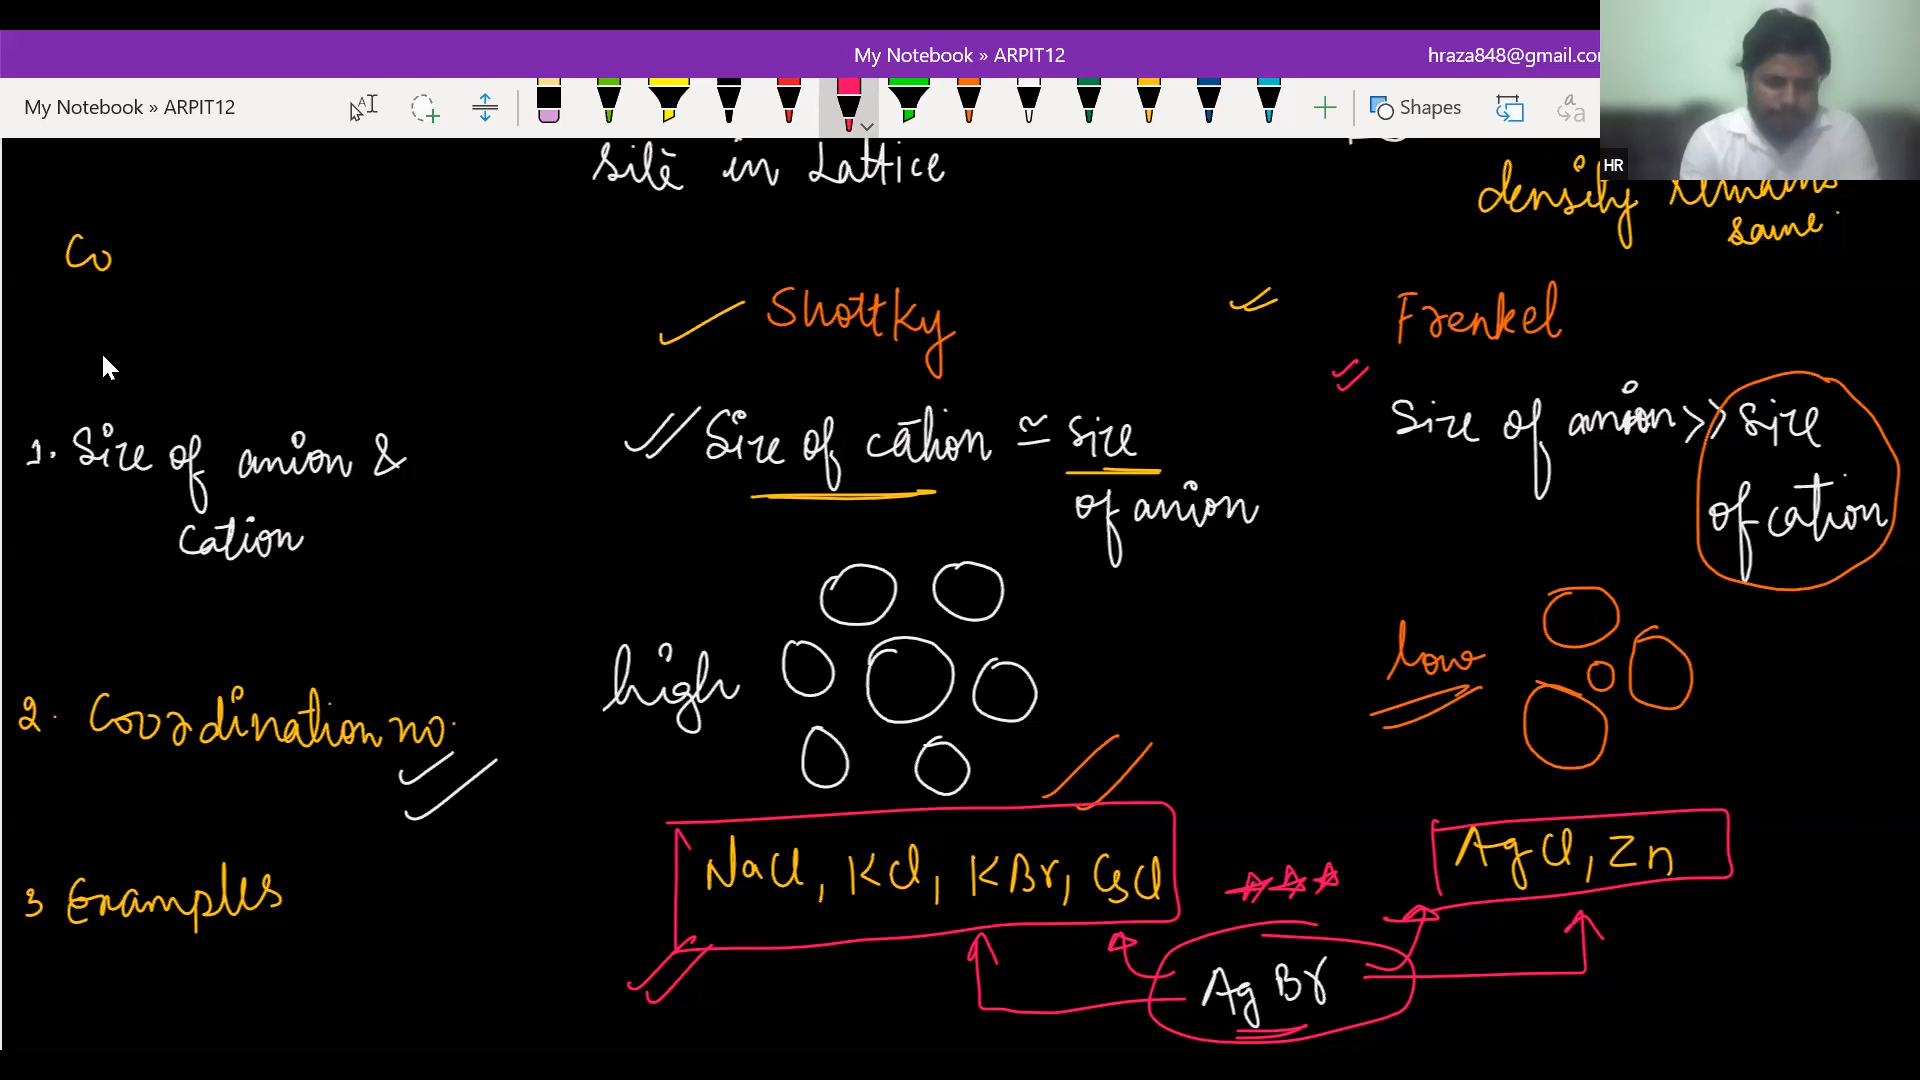 My Notebook » ARPIT12
hraza848@gmail.co
My Notebook » ARPIT12
Shapes
HR
site in Lattice
density remains
same
Co
Shottky
Frenkel
1. Size of anion &
cation
Size of cation ≃ size
of anion
Size of anion >> size
of cation
2. Coordination no.
high
low
3 Examples
NaCl, KCl, KBr, CsCl
AgCl, Zn
AgBr